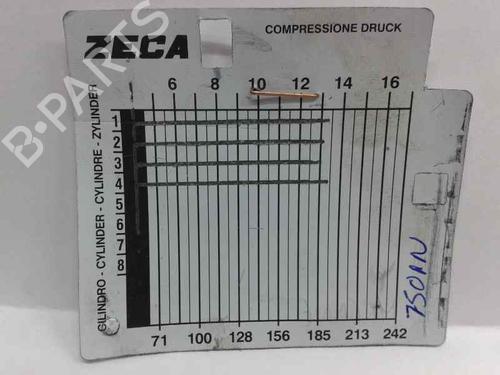 ZECA
COMPRESSIONE DRUCK
6 8 10 12 14 16
CILINDRO - CYLINDER - CYLINDRE - ZYLINDER
1
2
3
4
5
6
7
8
71 100 128 156 185 213 242
B-PARTS